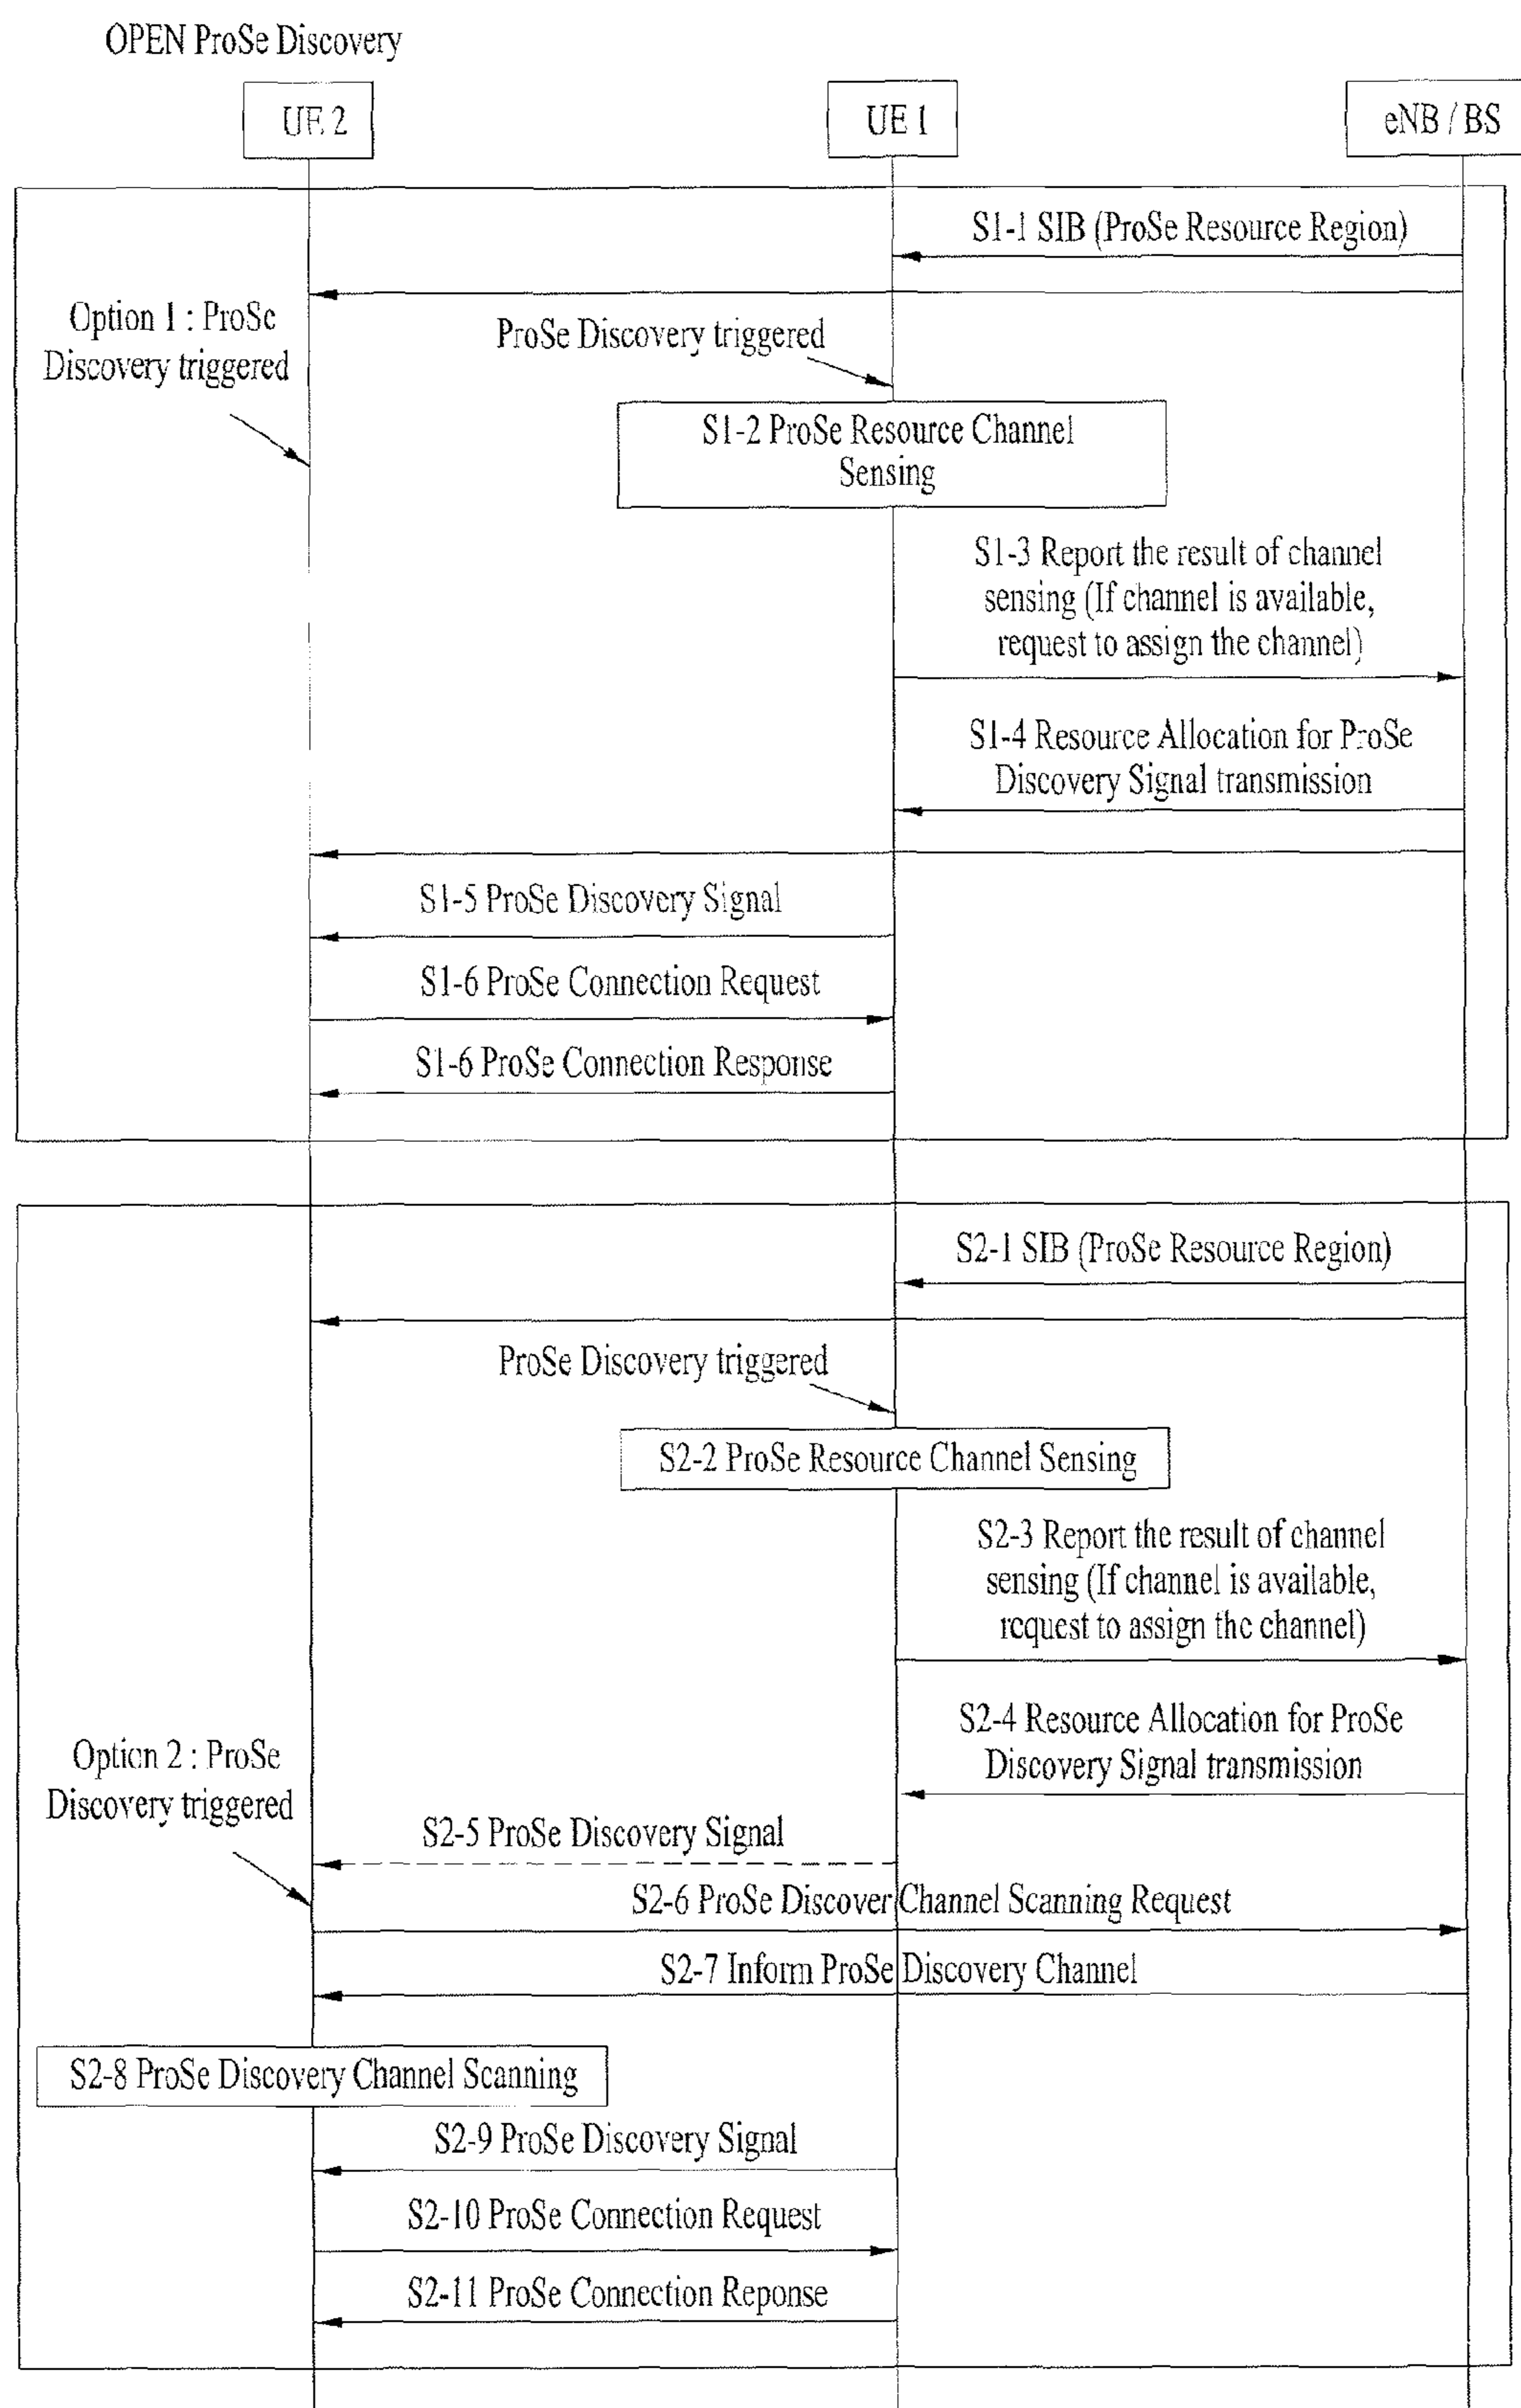 OPEN ProSe Discovery
UE 2
UE 1
eNB / BS
S1-1 SIB (ProSe Resource Region)
Option 1 : ProSe
Discovery triggered
ProSe Discovery triggered
S1-2 ProSe Resource Channel
Sensing
S1-3 Report the result of channel
sensing (If channel is available,
request to assign the channel)
S1-4 Resource Allocation for ProSe
Discovery Signal transmission
S1-5 ProSe Discovery Signal
S1-6 ProSe Connection Request
S1-6 ProSe Connection Response
S2-1 SIB (ProSe Resource Region)
ProSe Discovery triggered
S2-2 ProSe Resource Channel Sensing
S2-3 Report the result of channel
sensing (If channel is available,
request to assign the channel)
S2-4 Resource Allocation for ProSe
Discovery Signal transmission
Option 2 : ProSe
Discovery triggered
S2-5 ProSe Discovery Signal
S2-6 ProSe Discover Channel Scanning Request
S2-7 Inform ProSe Discovery Channel
S2-8 ProSe Discovery Channel Scanning
S2-9 ProSe Discovery Signal
S2-10 ProSe Connection Request
S2-11 ProSe Connection Reponse